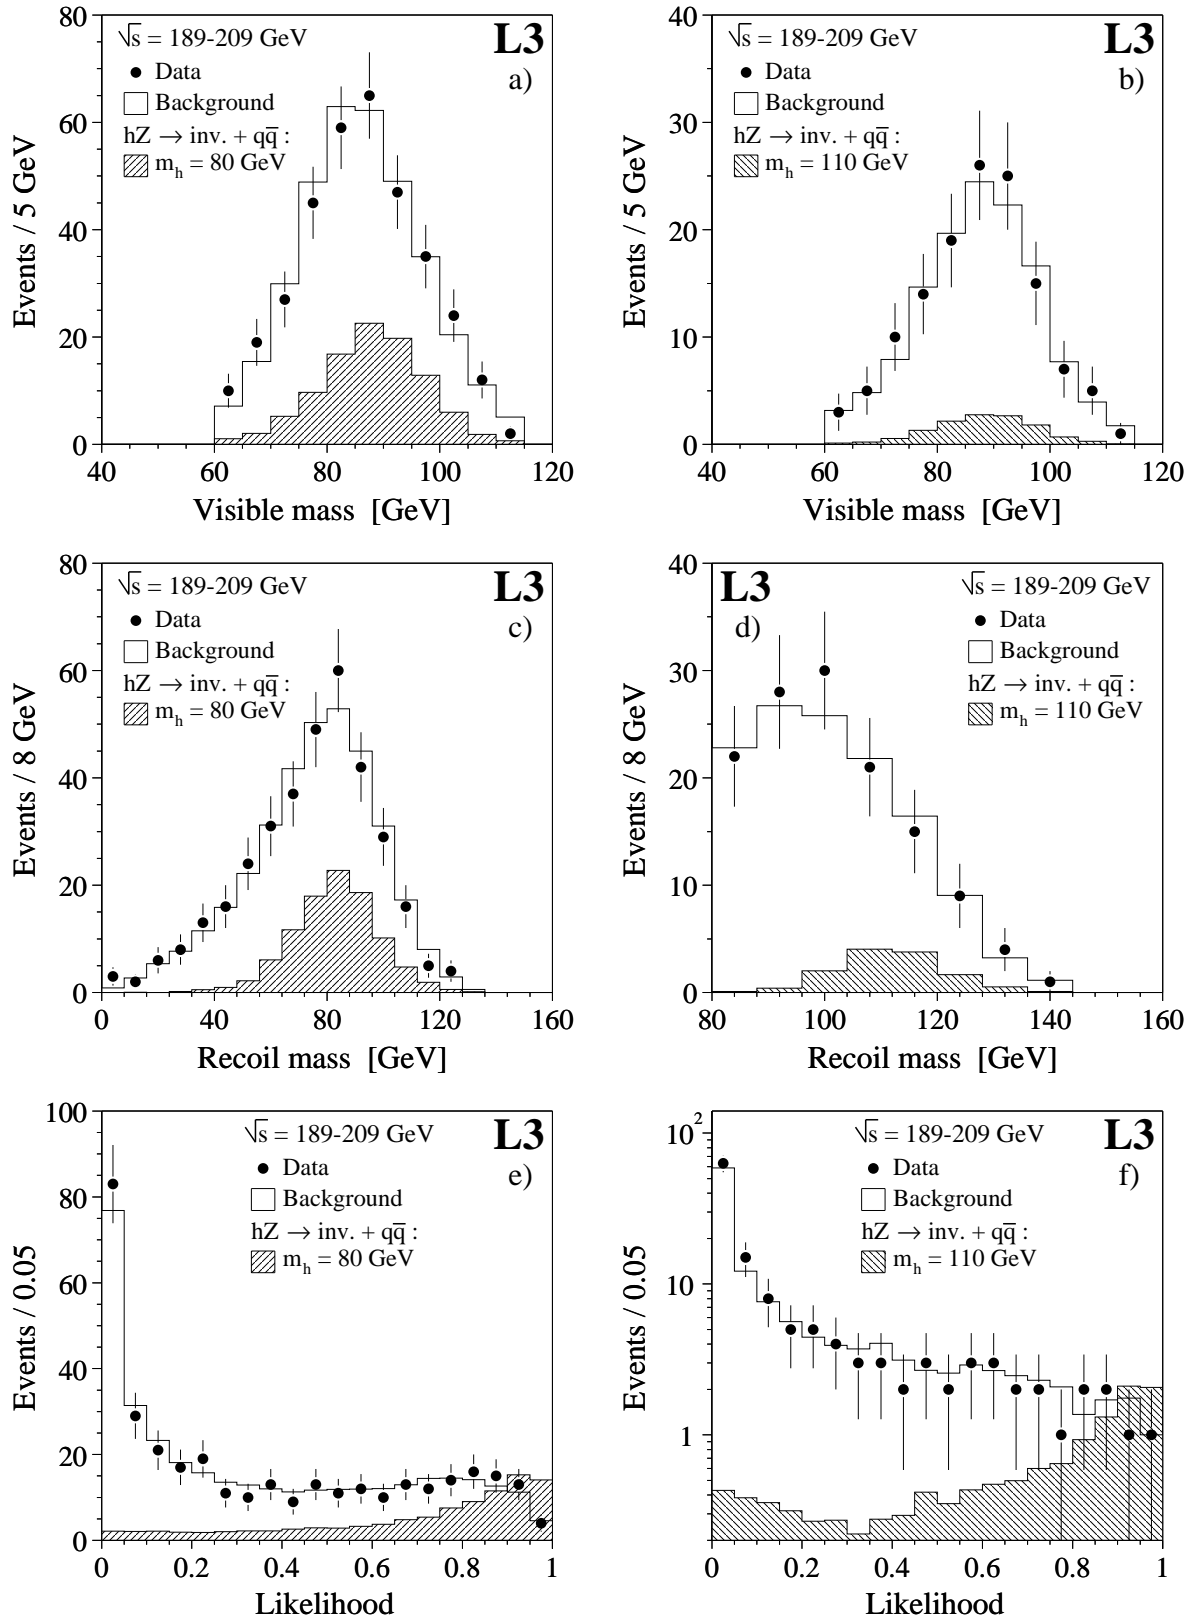 L3
a)
√s = 189-209 GeV
Data
Background
hZ → inv. + qq̅ :
m_h = 80 GeV
Events / 5 GeV
80
60
40
20
0
40 60 80 100 120
Visible mass [GeV]
L3
b)
√s = 189-209 GeV
Data
Background
hZ → inv. + qq̅ :
m_h = 110 GeV
Events / 5 GeV
40
30
20
10
0
40 60 80 100 120
Visible mass [GeV]
L3
c)
√s = 189-209 GeV
Data
Background
hZ → inv. + qq̅ :
m_h = 80 GeV
Events / 8 GeV
80
60
40
20
0
0 40 80 120 160
Recoil mass [GeV]
L3
d)
√s = 189-209 GeV
Data
Background
hZ → inv. + qq̅ :
m_h = 110 GeV
Events / 8 GeV
40
30
20
10
0
80 100 120 140 160
Recoil mass [GeV]
L3
e)
√s = 189-209 GeV
Data
Background
hZ → inv. + qq̅ :
m_h = 80 GeV
Events / 0.05
100
80
60
40
20
0
0 0.2 0.4 0.6 0.8 1
Likelihood
L3
f)
√s = 189-209 GeV
Data
Background
hZ → inv. + qq̅ :
m_h = 110 GeV
Events / 0.05
10²
10
1
0 0.2 0.4 0.6 0.8 1
Likelihood